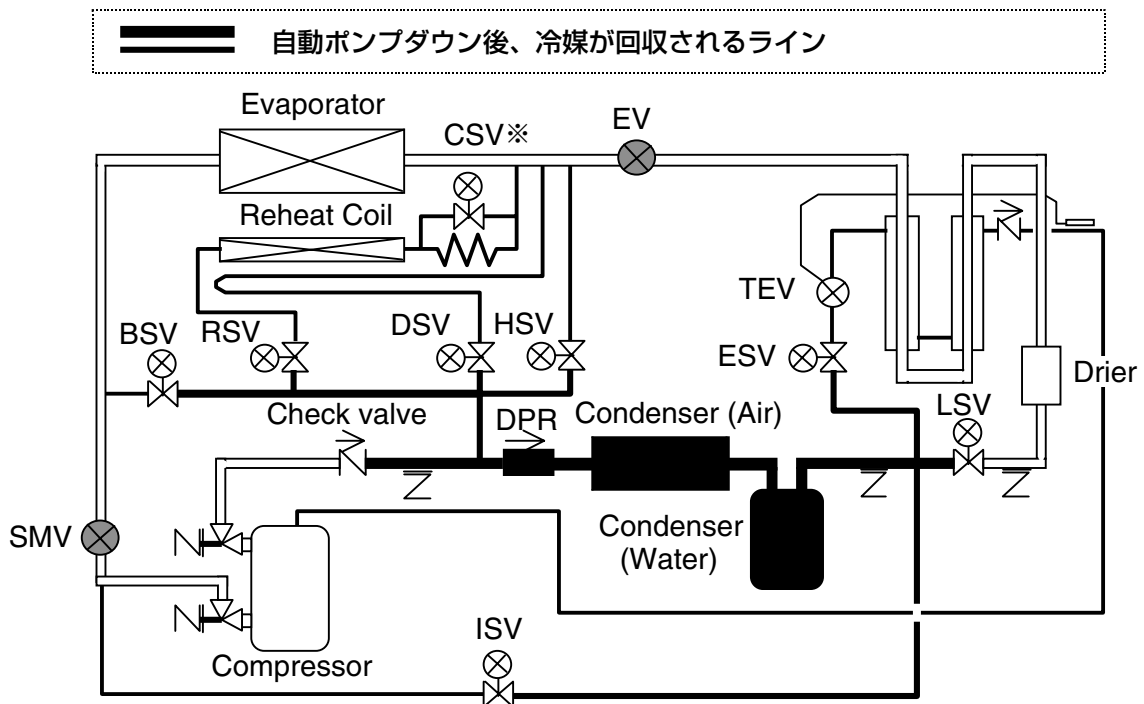 自動ポンプダウン後、冷媒が回収されるライン
Evaporator
CSV※
EV
Reheat Coil
TEV
BSV
RSV
DSV
HSV
ESV
Drier
Check valve
DPR
Condenser (Air)
LSV
SMV
Condenser
(Water)
Compressor
ISV